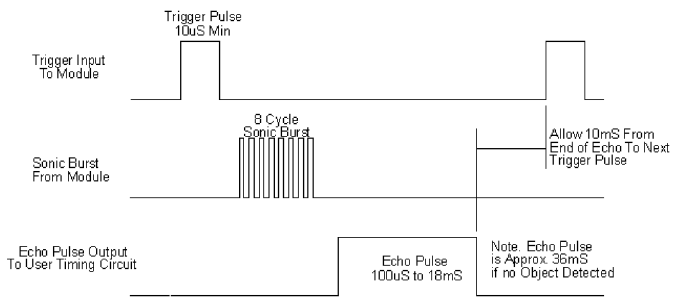 Trigger Pulse
10uS Min
Trigger Input
To Module
8 Cycle
Sonic Burst
Allow 10mS From
End of Echo To Next
Trigger Pulse
Sonic Burst
From Module
Echo Pulse Output
To User Timing Circuit
Echo Pulse
100uS to 18mS
Note. Echo Pulse
is Approx. 36mS
if no Object Detected